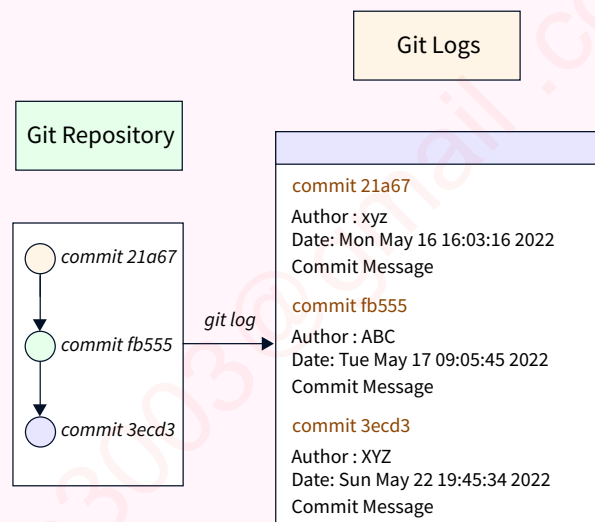 Git Logs
Git Repository
commit 21a67
commit fb555
commit 3ecd3
git log
commit 21a67
Author : xyz
Date: Mon May 16 16:03:16 2022
Commit Message
commit fb555
Author : ABC
Date: Tue May 17 09:05:45 2022
Commit Message
commit 3ecd3
Author : XYZ
Date: Sun May 22 19:45:34 2022
Commit Message